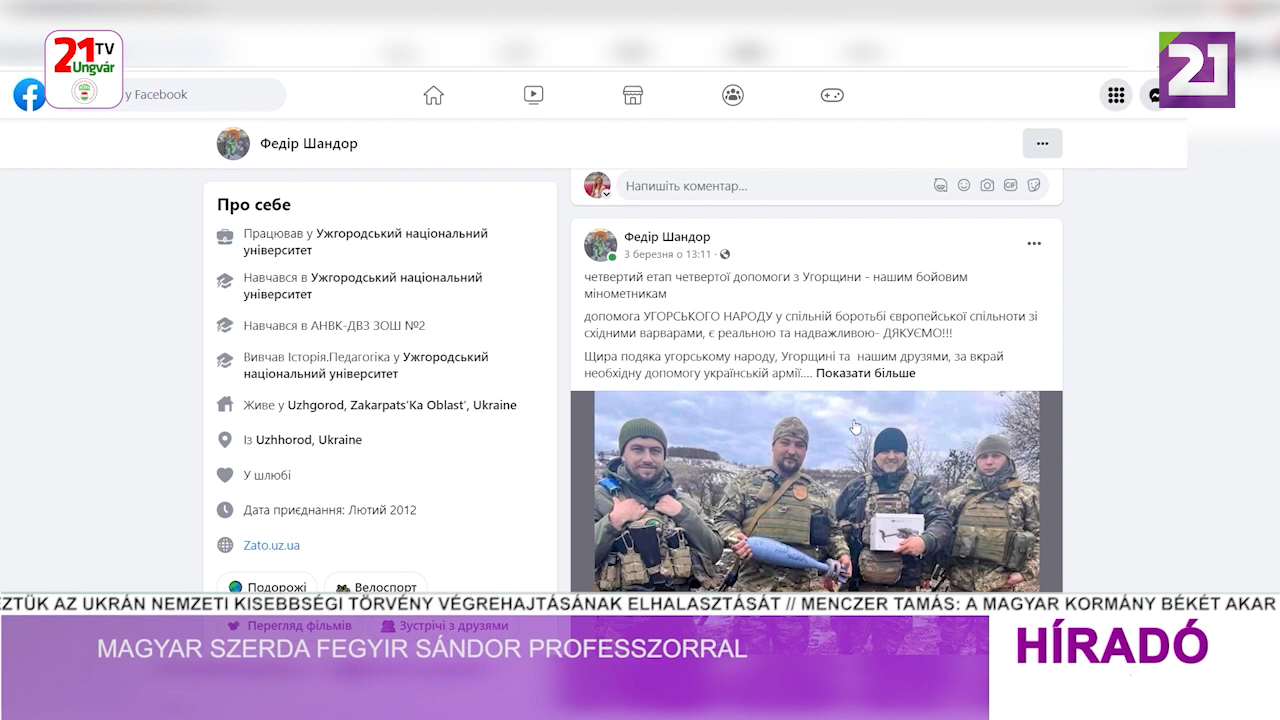 21 TV
Ungvár
21
у Facebook
Федір Шандор
Про себе
Працював у Ужгородський національний
університет
Навчався в Ужгородський національний
університет
Навчався в АНВК-ДВЗ ЗОШ №2
Вивчав Історія.Педагогіка у Ужгородський
національний університет
Живе у Uzhgorod, Zakarpats'Ka Oblast', Ukraine
Із Uzhhorod, Ukraine
У шлюбі
Дата приєднання: Лютий 2012
Zato.uz.ua
Подорожі
Велоспорт
Перегляд фільмів
Зустрічі з друзями
Напишіть коментар...
GIF
Федір Шандор
3 березня о 13:11 ·
четвертий етап четвертої допомоги з Угорщини - нашим бойовим
мінометникам
допомога УГОРСЬКОГО НАРОДУ у спільній боротьбі європейської спільноти зі
східними варварами, є реальною та надважливою- ДЯКУЄМО!!!
Щира подяка угорському народу, Угорщині та нашим друзями, за вкрай
необхідну допомогу українській армії.... Показати більше
EZTÜK AZ UKRÁN NEMZETI KISEBBSÉGI TÖRVÉNY VÉGREHAJTÁSÁNAK ELHALASZTÁSÁT // MENCZER TAMÁS: A MAGYAR KORMÁNY BÉKÉT AKAR
MAGYAR SZERDA FEGYIR SÁNDOR PROFESSZORRAL
HÍRADÓ